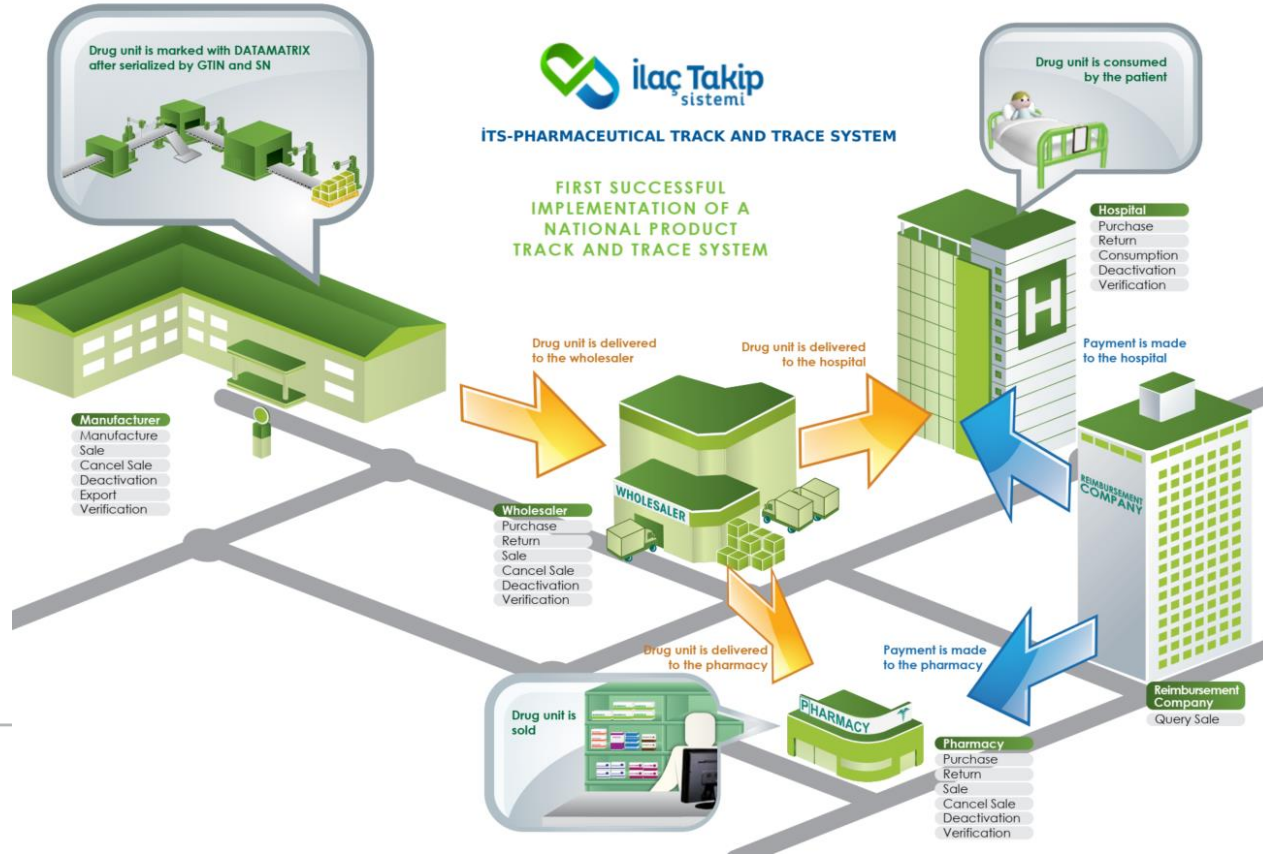 Drug unit is marked with DATAMATRIX
after serialized by GTIN and SN
ilaç Takip
sistemi
İTS-PHARMACEUTICAL TRACK AND TRACE SYSTEM
FIRST SUCCESSFUL
IMPLEMENTATION OF A
NATIONAL PRODUCT
TRACK AND TRACE SYSTEM
Drug unit is consumed
by the patient
Hospital
Purchase
Return
Consumption
Deactivation
Verification
H
Drug unit is delivered
to the wholesaler
Drug unit is delivered
to the hospital
Payment is made
to the hospital
Manufacturer
Manufacture
Sale
Cancel Sale
Deactivation
Export
Verification
WHOLESALER
Wholesaler
Purchase
Return
Sale
Cancel Sale
Deactivation
Verification
REIMBURSEMENT
COMPANY
Drug unit is delivered
to the pharmacy
Payment is made
to the pharmacy
Reimbursement
Company
Query Sale
Drug unit is
sold
PHARMACY
Pharmacy
Purchase
Return
Sale
Cancel Sale
Deactivation
Verification